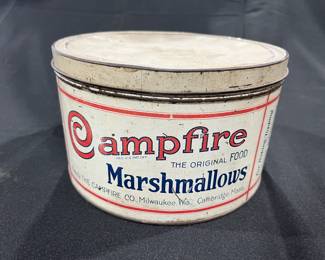 Campfire
THE ORIGINAL FOOD
Marshmallows
THE CAMPFIRE CO. Milwaukee, Wis. Cambridge, Mass.